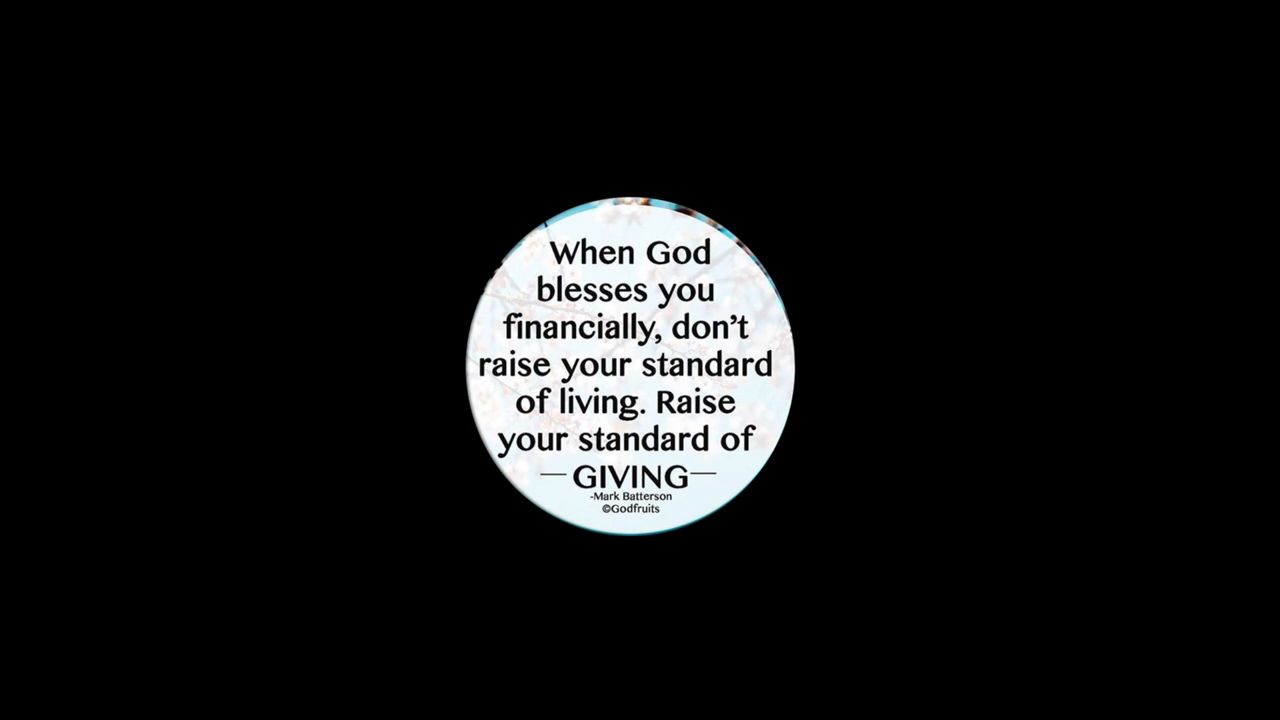 When God
blesses you
financially, don’t
raise your standard
of living. Raise
your standard of
—GIVING—
-Mark Batterson
©Godfruits